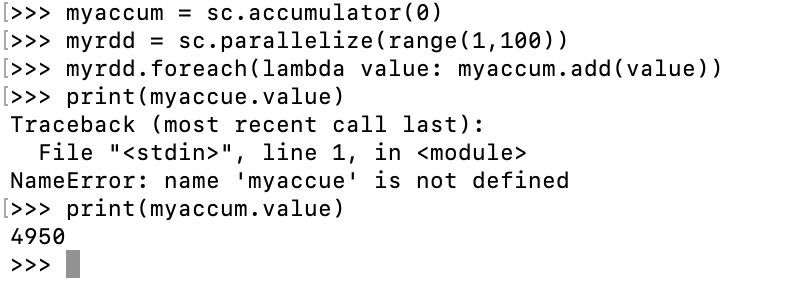 [>>> myaccum = sc.accumulator(0)
[>>> myrdd = sc.parallelize(range(1,100))
[>>> myrdd.foreach(lambda value: myaccum.add(value))
[>>> print(myaccue.value)
Traceback (most recent call last):
  File "<stdin>", line 1, in <module>
NameError: name 'myaccue' is not defined
[>>> print(myaccum.value)
4950
>>>